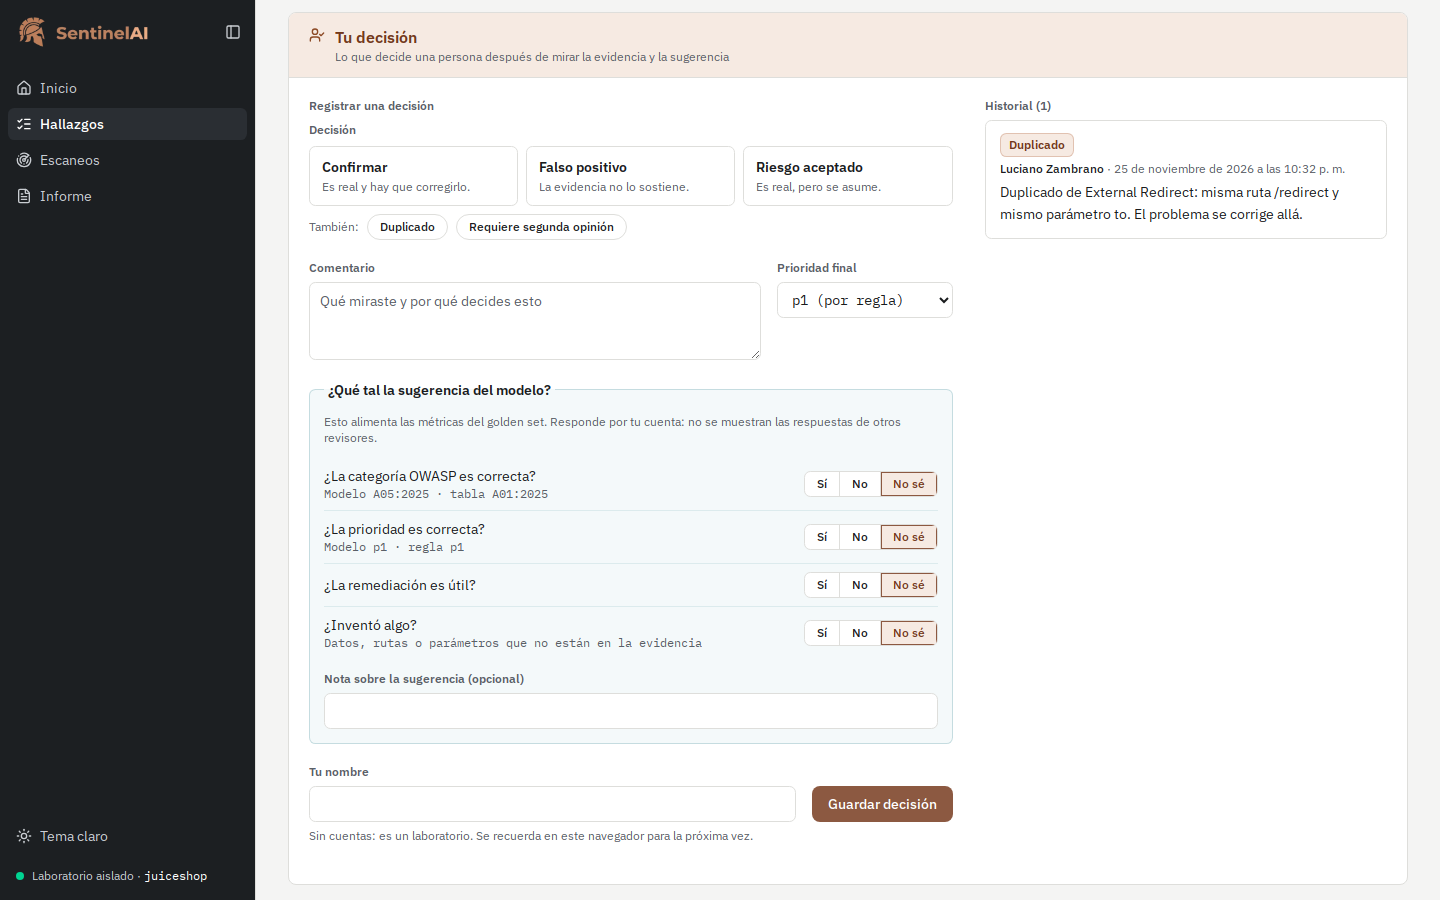 SentinelAI
Inicio
Hallazgos
Escaneos
Informe
Tema claro
Laboratorio aislado · juiceshop
Tu decisión
Lo que decide una persona después de mirar la evidencia y la sugerencia
Registrar una decisión
Decisión
Confirmar
Es real y hay que corregirlo.
Falso positivo
La evidencia no lo sostiene.
Riesgo aceptado
Es real, pero se asume.
También:
Duplicado
Requiere segunda opinión
Comentario
Qué miraste y por qué decides esto
Prioridad final
p1 (por regla)
¿Qué tal la sugerencia del modelo?
Esto alimenta las métricas del golden set. Responde por tu cuenta: no se muestran las respuestas de otros
revisores.
¿La categoría OWASP es correcta?
Modelo A05:2025 · tabla A01:2025
Sí No No sé
¿La prioridad es correcta?
Modelo p1 · regla p1
Sí No No sé
¿La remediación es útil?
Sí No No sé
¿Inventó algo?
Datos, rutas o parámetros que no están en la evidencia
Sí No No sé
Nota sobre la sugerencia (opcional)
Tu nombre
Guardar decisión
Sin cuentas: es un laboratorio. Se recuerda en este navegador para la próxima vez.
Historial (1)
Duplicado
Luciano Zambrano · 25 de noviembre de 2026 a las 10:32 p. m.
Duplicado de External Redirect: misma ruta /redirect y
mismo parámetro to. El problema se corrige allá.